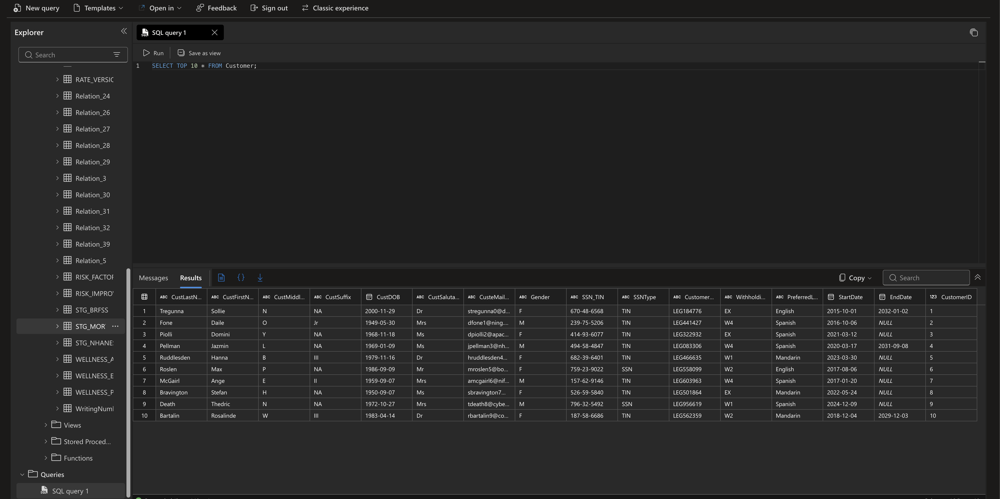 New query Templates Open in Feedback Sign out Classic experience
Explorer
Search
RATE_VERSIC
Relation_24
Relation_26
Relation_27
Relation_28
Relation_29
Relation_3
Relation_30
Relation_31
Relation_32
Relation_39
Relation_5
RISK_FACTOF
RISK_IMPRO
STG_BRFSS
STG_MOR ...
STG_NHANE
WELLNESS_A
WELLNESS_E
WELLNESS_P
WritingNum
Views
Stored Proced...
Functions
Queries
SQL query 1
SQL query 1
Run Save as view
1 SELECT TOP 10 * FROM Customer;
Messages Results Copy Search
ABC CustLastN... ABC CustFirstN... ABC CustMiddl... ABC CustSuffix CustDOB ABC CustSaluta... ABC CusteMail... ABC Gender ABC SSN_TIN ABC SSNType ABC Customer... ABC Withholdi... ABC PreferredL... StartDate EndDate 123 CustomerID
1 Tregunna Sollie N NA 2000-11-29 Dr stregunna0@d... F 670-48-6568 TIN LEG184776 EX English 2015-10-01 2032-01-02 1
2 Fone Daile O Jr 1949-05-30 Mrs dfone1@ning.... M 239-75-5206 TIN LEG441427 W4 Spanish 2016-10-06 NULL 2
3 Piolli Domini Y NA 1968-11-18 Ms dpiolli2@apac... F 414-93-6077 TIN LEG322932 EX Spanish 2021-03-12 NULL 3
4 Pellman Jazmin L NA 1969-01-09 Ms jpellman3@nh... M 494-58-4847 TIN LEG083306 W4 Spanish 2020-03-17 2031-09-08 4
5 Ruddlesden Hanna B III 1979-11-16 Dr hruddlesden4... F 682-39-6401 TIN LEG466635 W1 Mandarin 2023-03-30 NULL 5
6 Roslen Max P NA 1986-09-09 Mr mroslen5@bo... F 759-23-9022 SSN LEG558099 W2 English 2017-08-06 NULL 6
7 McGairl Ange E II 1959-09-07 Mrs amcgairl6@nif... M 157-62-9146 TIN LEG603963 W4 Spanish 2017-01-20 NULL 7
8 Bravington Stefan H NA 1950-09-07 Ms sbravington7... F 526-59-5840 TIN LEG501864 EX Mandarin 2022-05-24 NULL 8
9 Death Thedric N NA 1972-10-27 Mrs tdeath8@cybe... M 796-32-5492 SSN LEG956619 W1 Spanish 2024-12-09 NULL 9
10 Bartalin Rosalinde W III 1983-04-14 Dr rbartalin9@co... F 187-58-6686 TIN LEG562359 W2 Mandarin 2018-12-04 2029-12-03 10